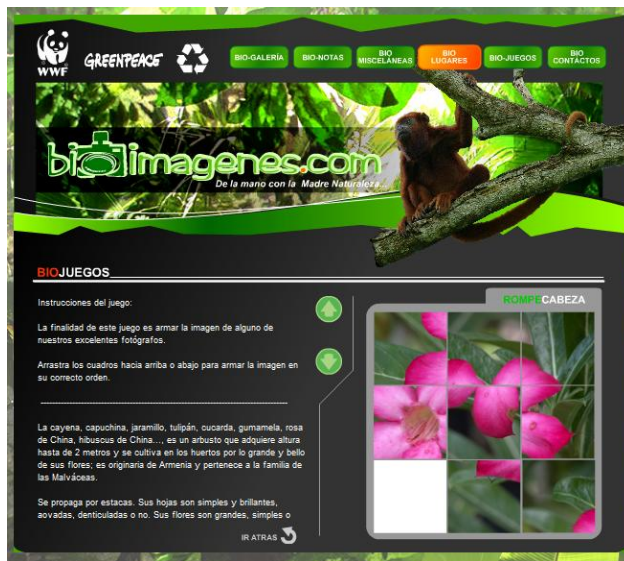 WWF
GREENPEACE
BIO-GALERÍA
BIO-NOTAS
BIO
MISCELÁNEAS
BIO
LUGARES
BIO-JUEGOS
BIO
CONTÁCTOS
bioimagenes.com
De la mano con la Madre Naturaleza...
BIOJUEGOS
ROMPECABEZA
Instrucciones del juego:
La finalidad de este juego es armar la imagen de alguno de
nuestros excelentes fotógrafos.
Arrastra los cuadros hacia arriba o abajo para armar la imagen en
su correcto orden.
La cayena, capuchina, jaramillo, tulipán, cucarda, gumamela, rosa
de China, hibuscus de China…, es un arbusto que adquiere altura
hasta de 2 metros y se cultiva en los huertos por lo grande y bello
de sus flores; es originaria de Armenia y pertenece a la familia de
las Malváceas.
Se propaga por estacas. Sus hojas son simples y brillantes,
aovadas, denticuladas o no. Sus flores son grandes, simples o
IR ATRAS